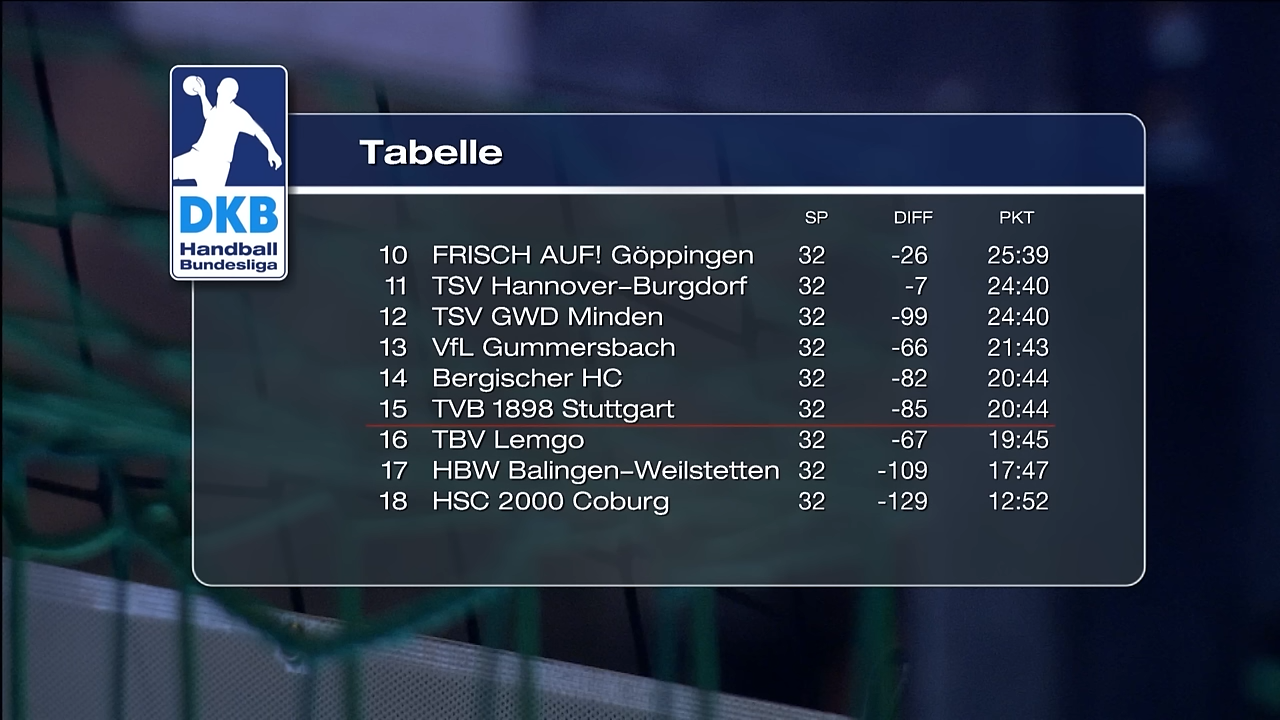 DKB
Handball
Bundesliga
Tabelle
SP DIFF PKT
10 FRISCH AUF! Göppingen 32 -26 25:39
11 TSV Hannover-Burgdorf 32 -7 24:40
12 TSV GWD Minden 32 -99 24:40
13 VfL Gummersbach 32 -66 21:43
14 Bergischer HC 32 -82 20:44
15 TVB 1898 Stuttgart 32 -85 20:44
16 TBV Lemgo 32 -67 19:45
17 HBW Balingen-Weilstetten 32 -109 17:47
18 HSC 2000 Coburg 32 -129 12:52